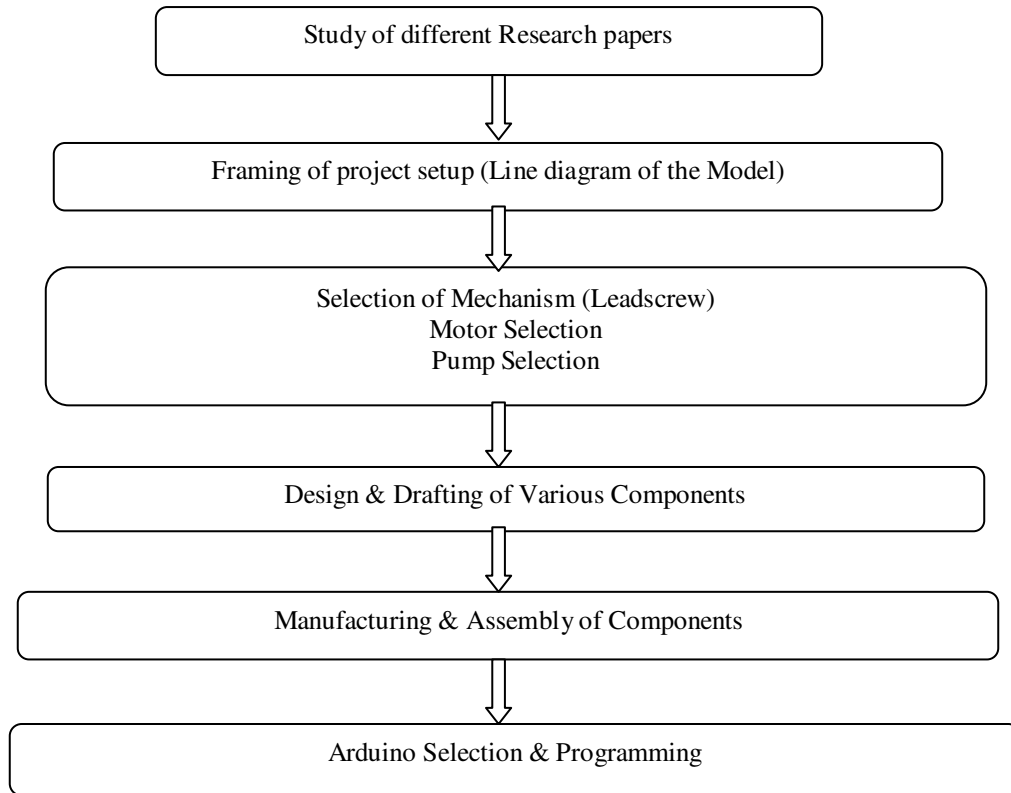 Study of different Research papers
Framing of project setup (Line diagram of the Model)
Selection of Mechanism (Leadscrew)
Motor Selection
Pump Selection
Design & Drafting of Various Components
Manufacturing & Assembly of Components
Arduino Selection & Programming